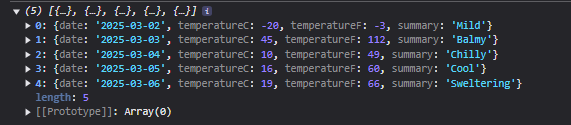 ▼ (5) [{…}, {…}, {…}, {…}, {…}] i
▶ 0: {date: '2025-03-02', temperatureC: -20, temperatureF: -3, summary: 'Mild'}
▶ 1: {date: '2025-03-03', temperatureC: 45, temperatureF: 112, summary: 'Balmy'}
▶ 2: {date: '2025-03-04', temperatureC: 10, temperatureF: 49, summary: 'Chilly'}
▶ 3: {date: '2025-03-05', temperatureC: 16, temperatureF: 60, summary: 'Cool'}
▶ 4: {date: '2025-03-06', temperatureC: 19, temperatureF: 66, summary: 'Sweltering'}
length: 5
▶ [[Prototype]]: Array(0)